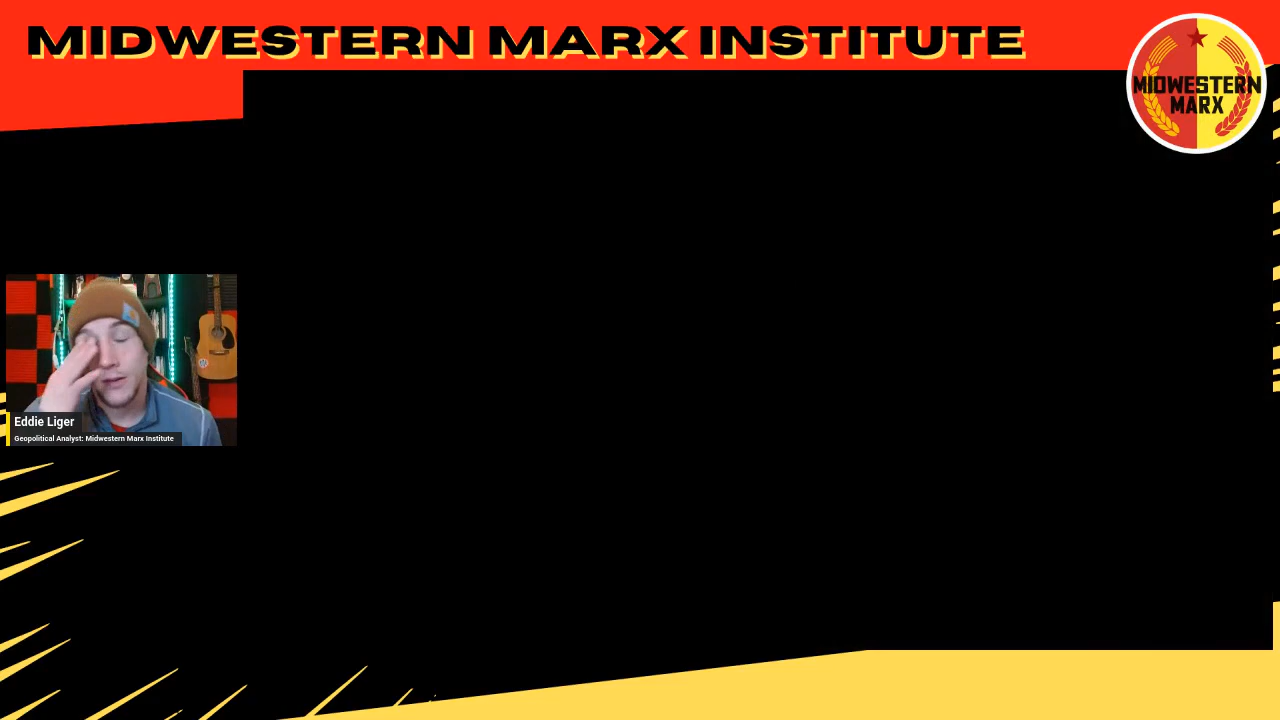 MIDWESTERN MARX INSTITUTE
MIDWESTERN
MARX
Eddie Liger
Geopolitical Analyst: Midwestern Marx Institute